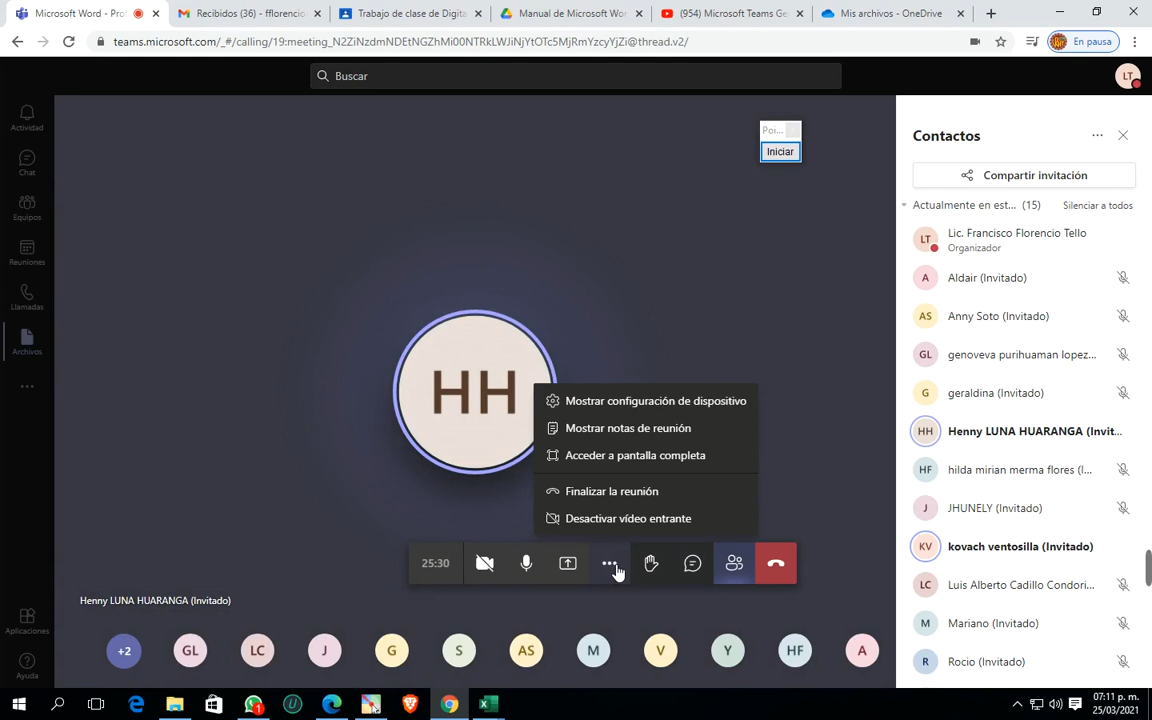 Microsoft Word - Prof
Recibidos (36) - fflorencio
Trabajo de clase de Digita
Manual de Microsoft Wor
(954) Microsoft Teams Ge
Mis archivos - OneDrive
teams.microsoft.com/_#/calling/19:meeting_N2ZiNzdmNDEtNGZhMi00NTRkLWJiNjYtOTc5MjRmYzcyYjZi@thread.v2/
En pausa
Buscar
LT
Actividad
Chat
Equipos
Reuniones
Llamadas
Archivos
Aplicaciones
Ayuda
Poi...
Iniciar
HH
Mostrar configuración de dispositivo
Mostrar notas de reunión
Acceder a pantalla completa
Finalizar la reunión
Desactivar vídeo entrante
25:30
Henny LUNA HUARANGA (Invitado)
+2
GL
LC
J
G
S
AS
M
V
Y
HF
A
Contactos
Compartir invitación
Actualmente en est... (15)
Silenciar a todos
LT
Lic. Francisco Florencio Tello
Organizador
A
Aldair (Invitado)
AS
Anny Soto (Invitado)
GL
genoveva purihuaman lopez...
G
geraldina (Invitado)
HH
Henny LUNA HUARANGA (Invit...
HF
hilda mirian merma flores (I...
J
JHUNELY (Invitado)
KV
kovach ventosilla (Invitado)
LC
Luis Alberto Cadillo Condori...
M
Mariano (Invitado)
R
Rocio (Invitado)
1
07:11 p. m.
25/03/2021